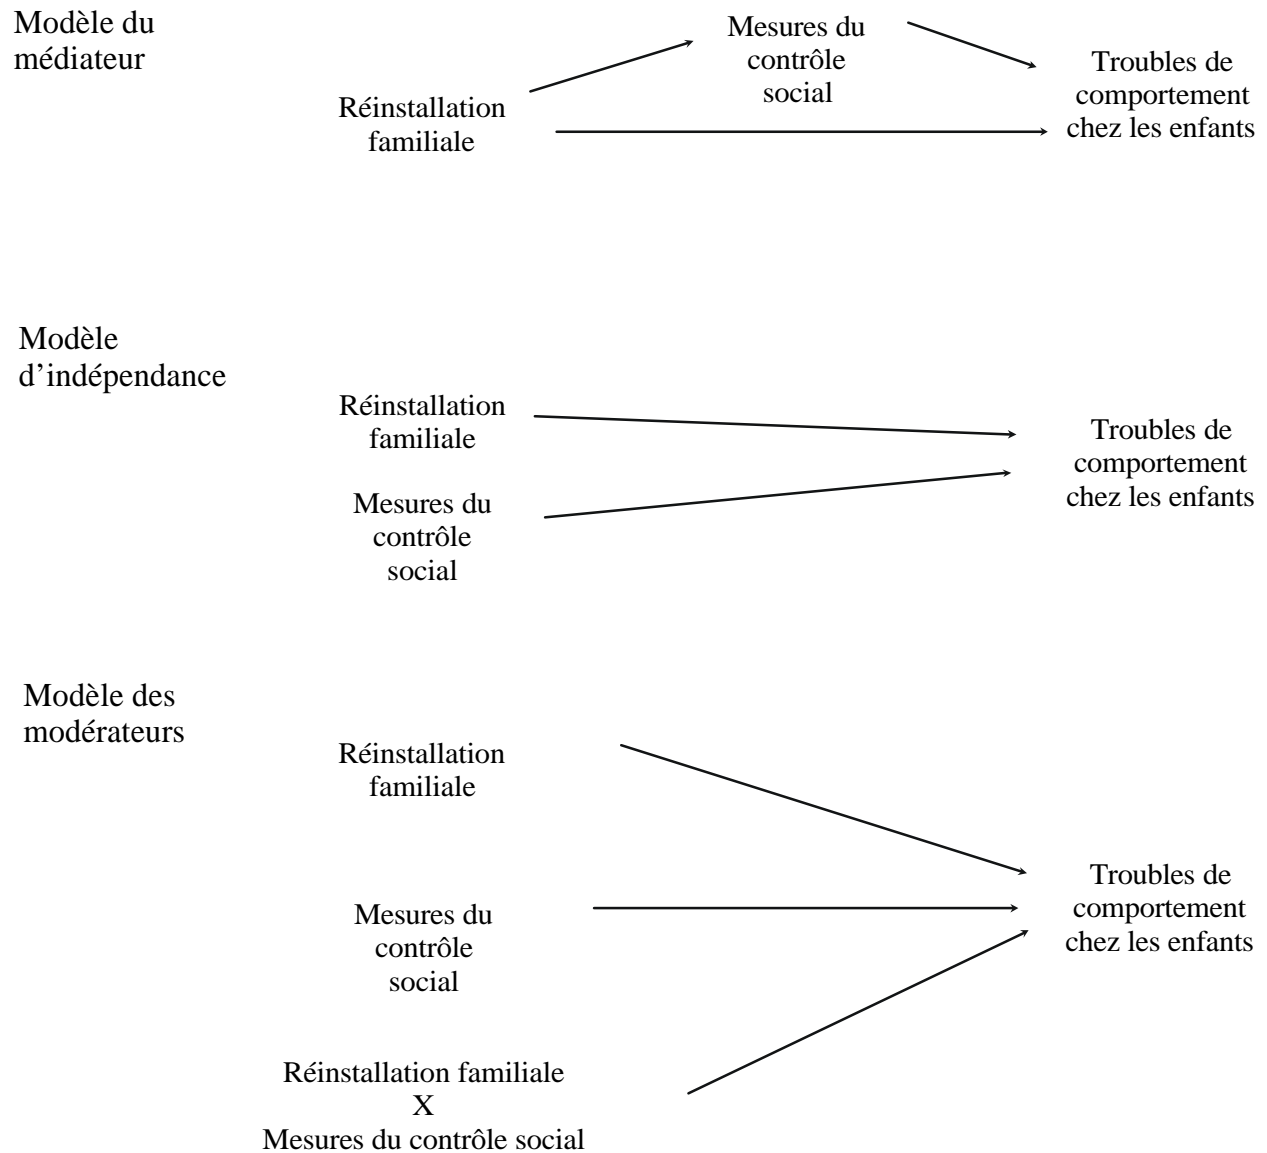 Modèle du
médiateur
Réinstallation
familiale
Mesures du
contrôle
social
Troubles de
comportement
chez les enfants
Modèle
d’indépendance
Réinstallation
familiale
Mesures du
contrôle
social
Troubles de
comportement
chez les enfants
Modèle des
modérateurs
Réinstallation
familiale
Mesures du
contrôle
social
Réinstallation familiale
X
Mesures du contrôle social
Troubles de
comportement
chez les enfants